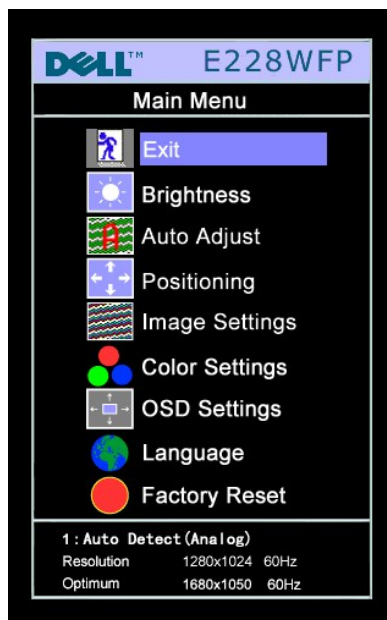 DELL™ E228WFP
Main Menu
Exit
Brightness
Auto Adjust
Positioning
Image Settings
Color Settings
OSD Settings
Language
Factory Reset
1:Auto Detect(Analog)
Resolution 1280x1024 60Hz
Optimum 1680x1050 60Hz